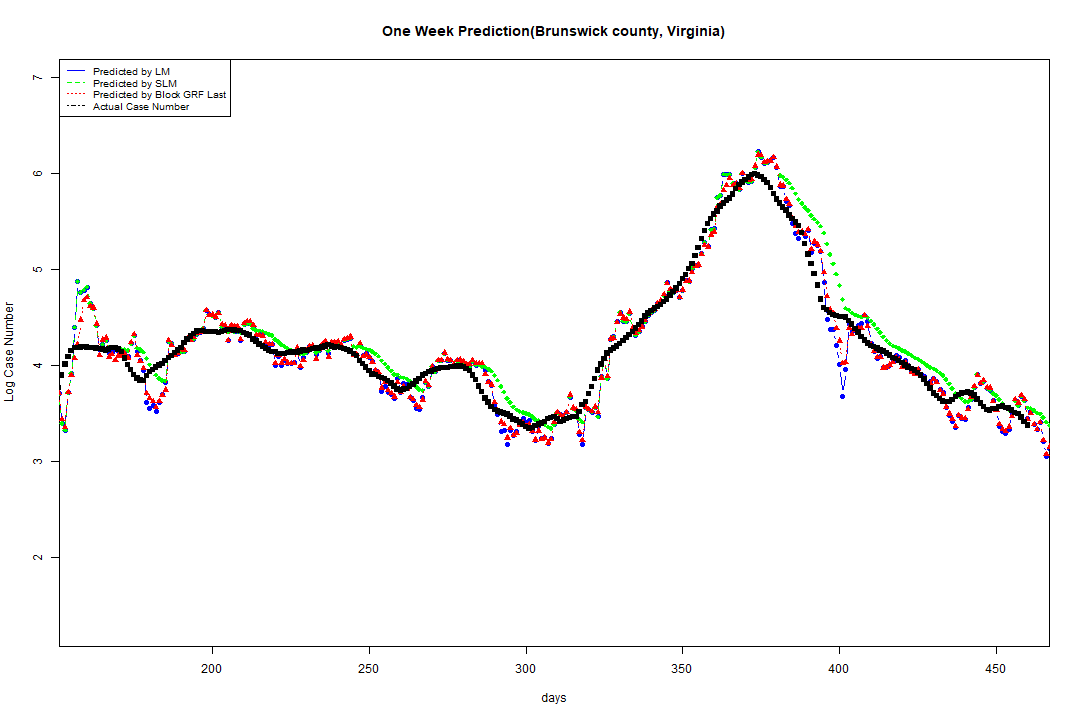 One Week Prediction(Brunswick county, Virginia)
Predicted by LM
Predicted by SLM
Predicted by Block GRF Last
Actual Case Number
7
6
5
4
3
2
Log Case Number
200 250 300 350 400 450
days